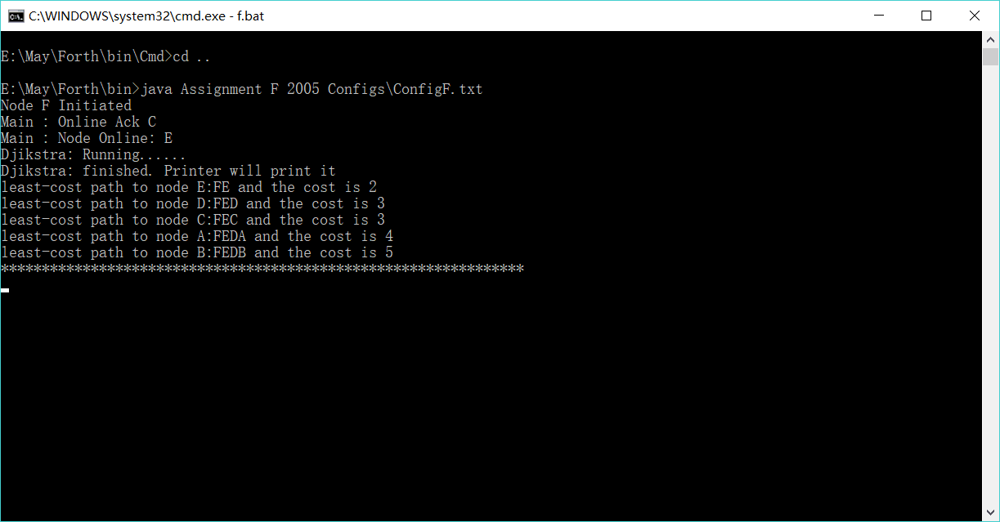 C:\WINDOWS\system32\cmd.exe - f.bat
E:\May\Forth\bin\Cmd>cd ..
E:\May\Forth\bin>java Assignment F 2005 Configs\ConfigF.txt
Node F Initiated
Main : Online Ack C
Main : Node Online: E
Djikstra: Running......
Djikstra: finished. Printer will print it
least-cost path to node E:FE and the cost is 2
least-cost path to node D:FED and the cost is 3
least-cost path to node C:FEC and the cost is 3
least-cost path to node A:FEDA and the cost is 4
least-cost path to node B:FEDB and the cost is 5
****************************************************************